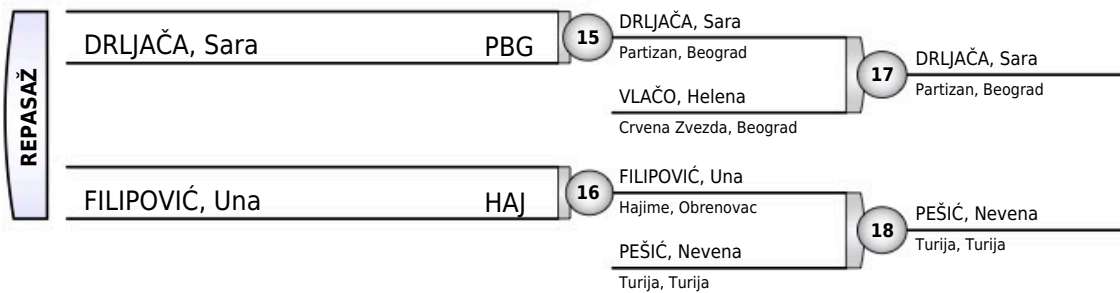 REPASAŽ
DRLJAČA, Sara PBG
15
DRLJAČA, Sara
Partizan, Beograd
VLAČO, Helena
Crvena Zvezda, Beograd
17
DRLJAČA, Sara
Partizan, Beograd
FILIPOVIĆ, Una HAJ
16
FILIPOVIĆ, Una
Hajime, Obrenovac
PEŠIĆ, Nevena
Turija, Turija
18
PEŠIĆ, Nevena
Turija, Turija